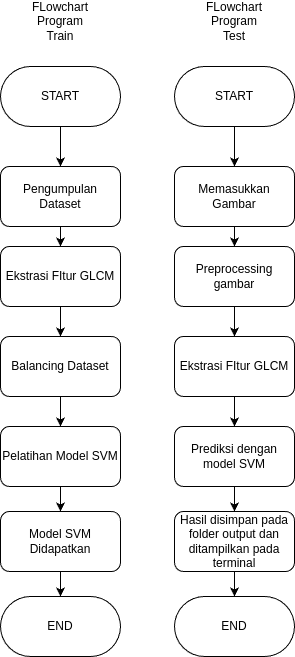 FLowchart
Program
Train
START
Pengumpulan
Dataset
Ekstrasi FItur GLCM
Balancing Dataset
Pelatihan Model SVM
Model SVM
Didapatkan
END
FLowchart
Program
Test
START
Memasukkan
Gambar
Preprocessing
gambar
Ekstrasi FItur GLCM
Prediksi dengan
model SVM
Hasil disimpan pada
folder output dan
ditampilkan pada
terminal
END